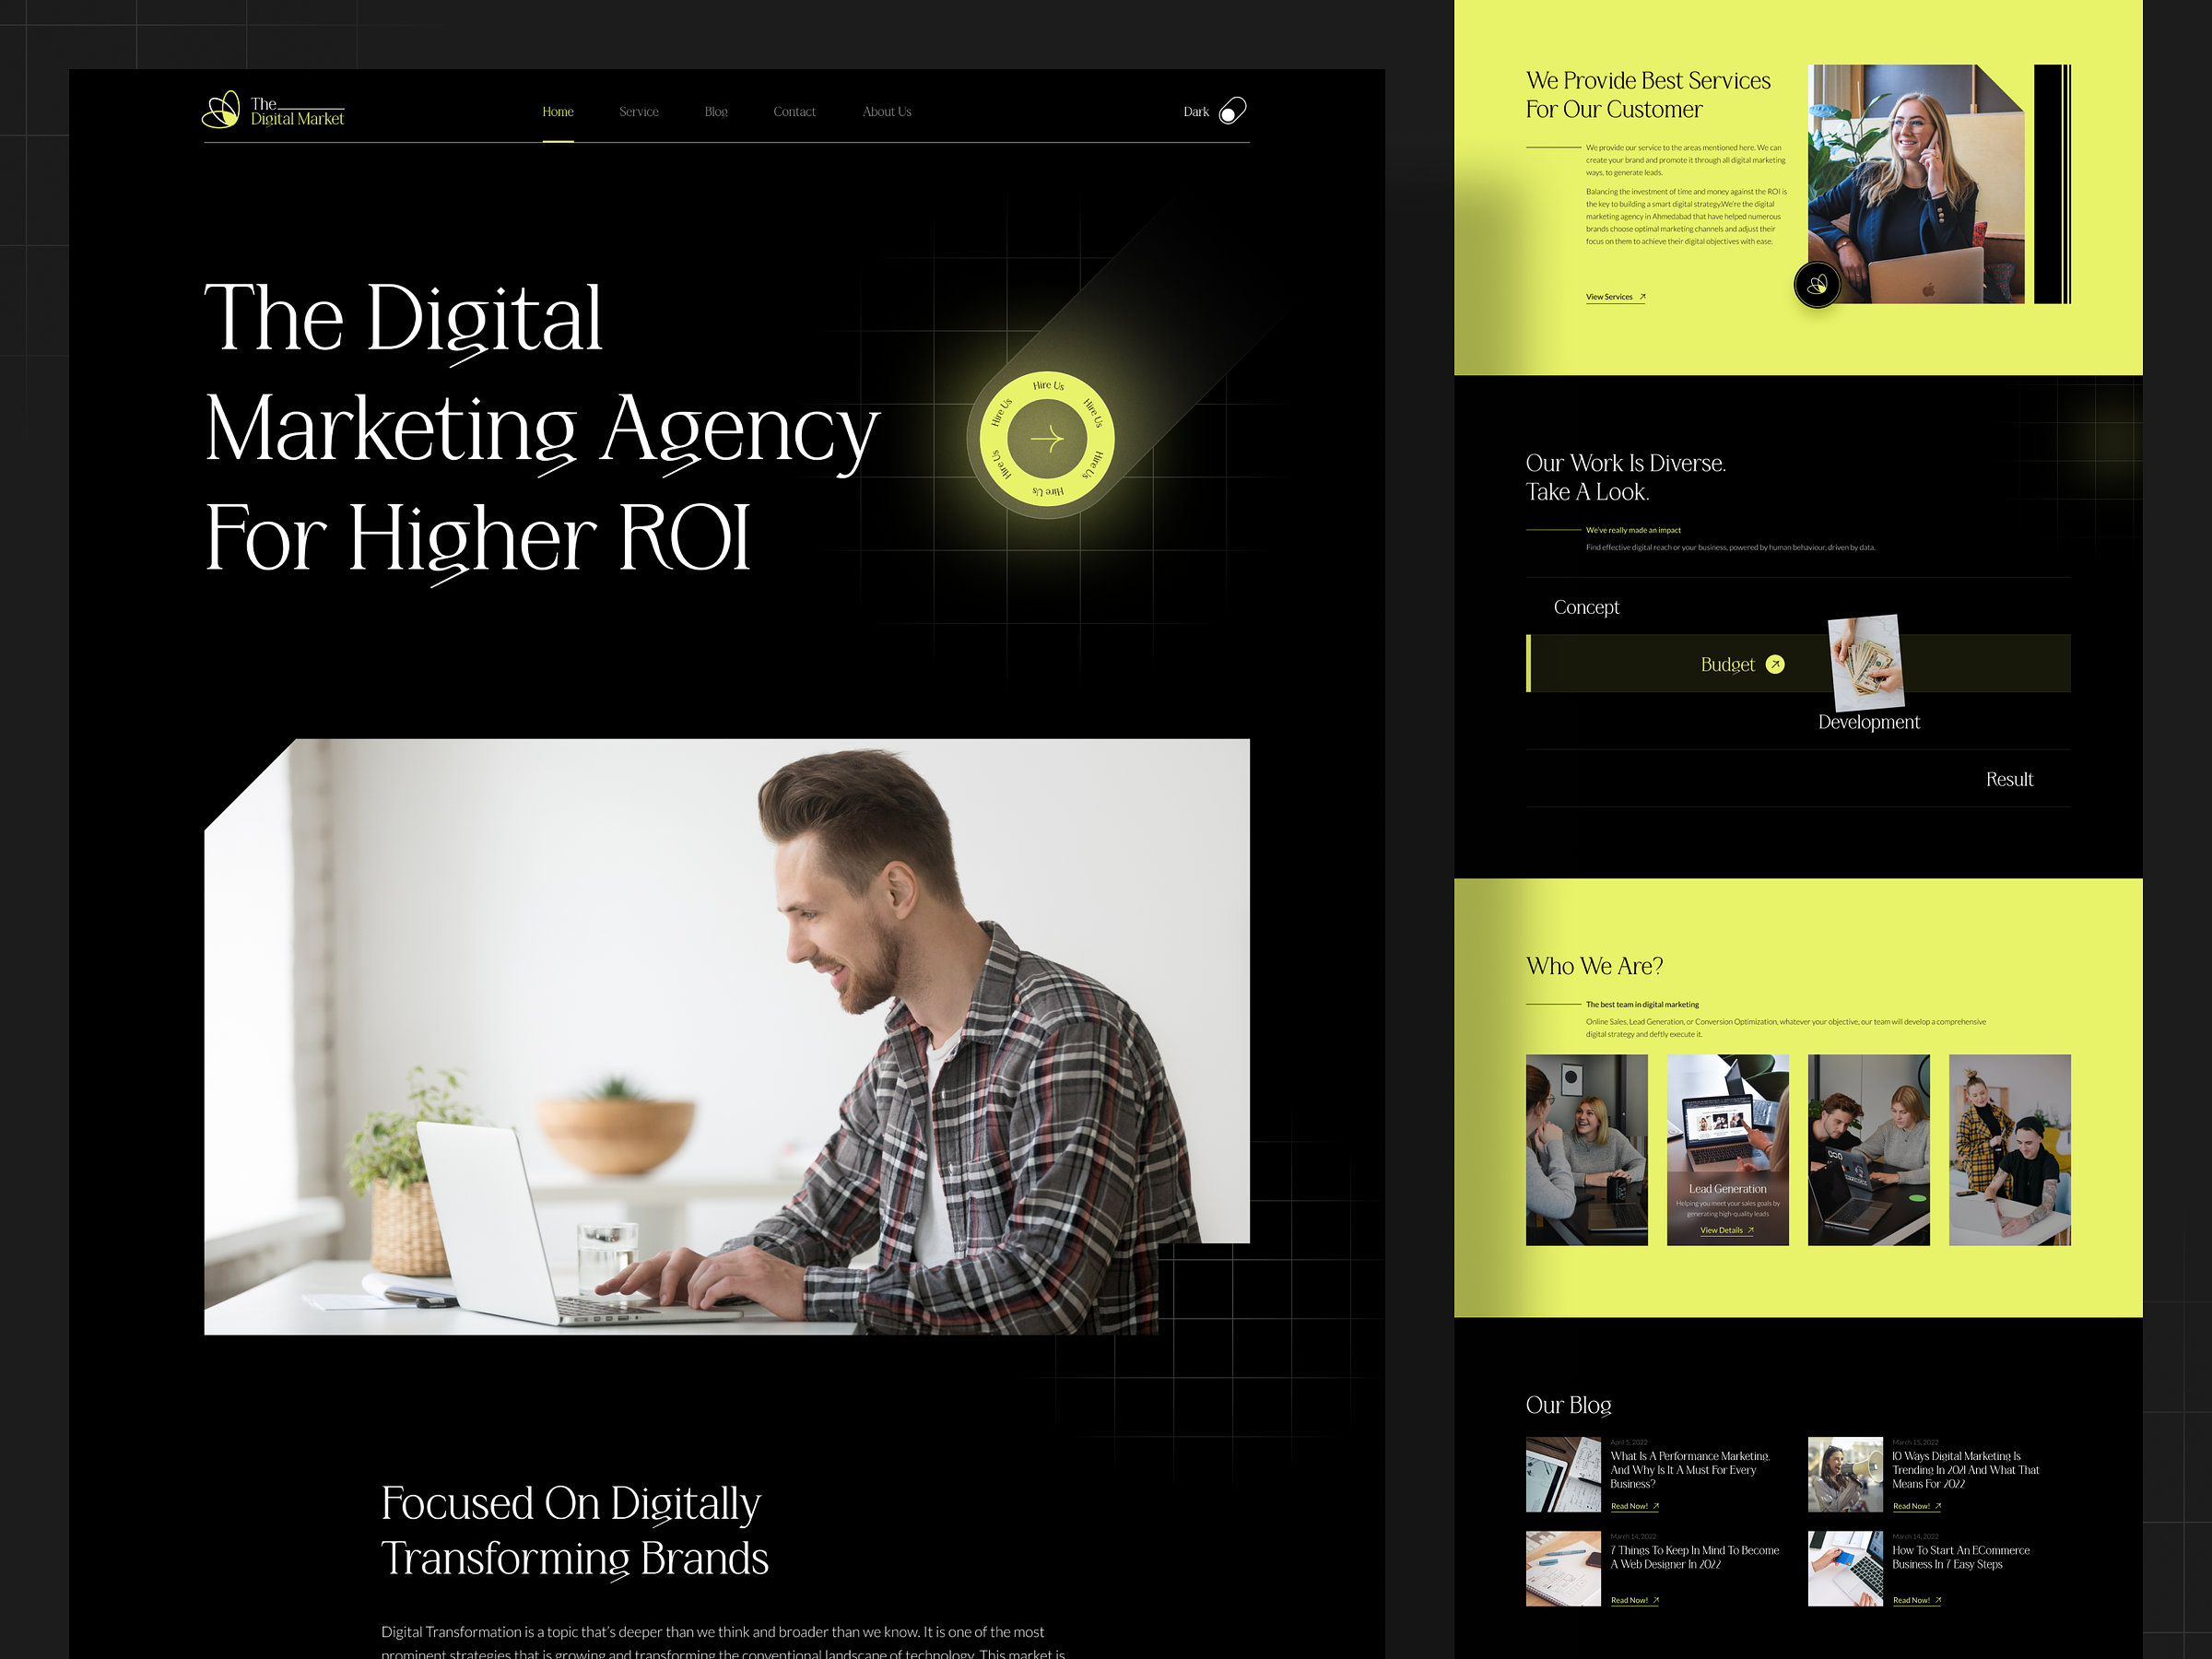 The
Digital Market
Home
Service
Blog
Contact
About Us
Dark
The Digital
Marketing Agency
For Higher ROI
Hire Us
Hire Us
Hire Us
Hire Us
Hire Us
Hire Us
Focused On Digitally
Transforming Brands
Digital Transformation is a topic that's deeper than we think and broader than we know. It is one of the most
prominent strategies that is growing and transforming the conventional landscape of technology. This market is
We Provide Best Services
For Our Customer
We provide our service to the areas mentioned here. We can
create your brand and promote it through all digital marketing
ways, to generate leads.
Balancing the investment of time and money against the ROI is
the key to building a smart digital strategy.We're the digital
marketing agency in Ahmedabad that have helped numerous
brands choose optimal marketing channels and adjust their
focus on them to achieve their digital objectives with ease.
View Services
Our Work Is Diverse.
Take A Look.
We've really made an impact
Find effective digital reach or your business, powered by human behaviour, driven by data.
Concept
Budget
Development
Result
Who We Are?
The best team in digital marketing
Online Sales, Lead Generation, or Conversion Optimization, whatever your objective, our team will develop a comprehensive
digital strategy and deftly execute it.
Lead Generation
Helping you meet your sales goals by
generating high-quality leads
View Details
Our Blog
April 5, 2022
What Is A Performance Marketing,
And Why Is It A Must For Every
Business?
Read Now!
March 15, 2022
10 Ways Digital Marketing Is
Trending In 2021 And What That
Means For 2022
Read Now!
March 14, 2022
7 Things To Keep In Mind To Become
A Web Designer In 2022
Read Now!
March 14, 2022
How To Start An ECommerce
Business In 7 Easy Steps
Read Now!